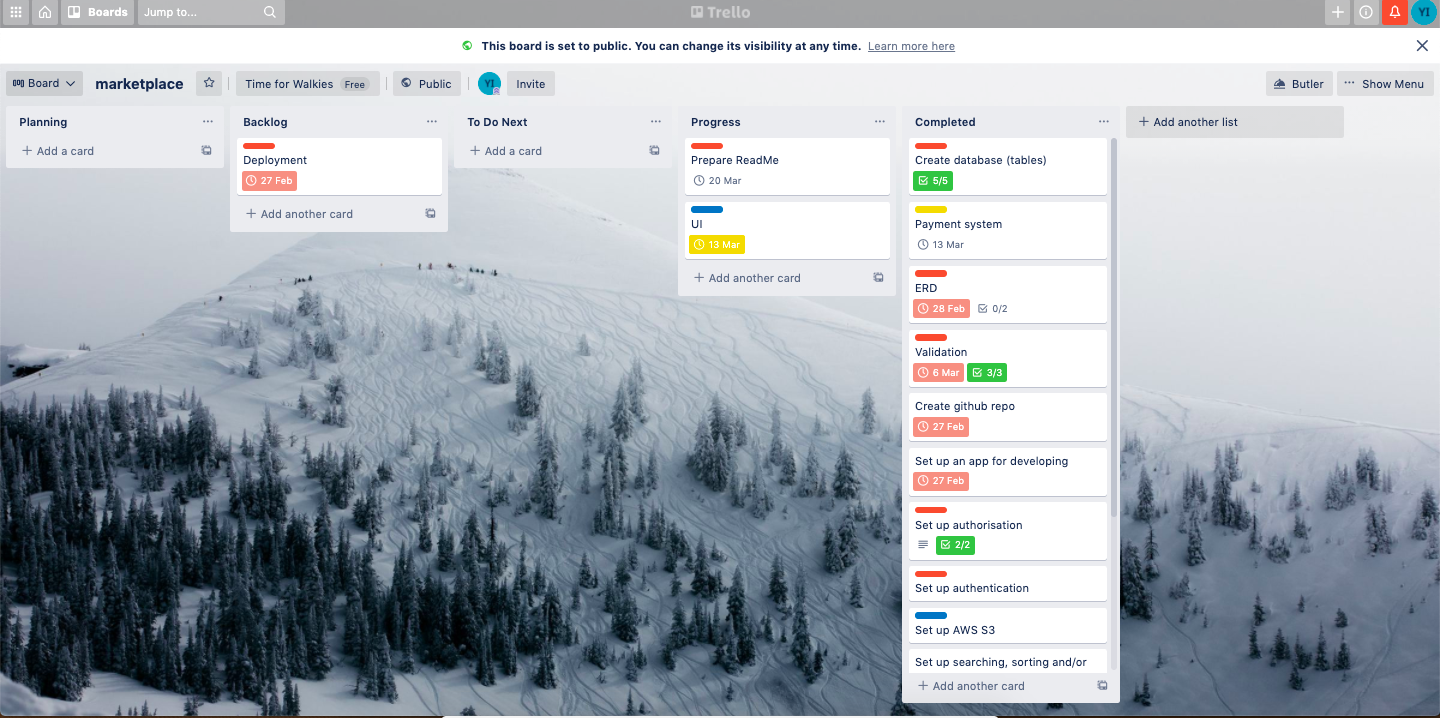 Boards
Jump to...
Trello
YI
This board is set to public. You can change its visibility at any time. Learn more here
Board
marketplace
Time for Walkies Free
Public
YI
Invite
Butler
Show Menu
Planning
Add a card
Backlog
Deployment
27 Feb
Add another card
To Do Next
Add a card
Progress
Prepare ReadMe
20 Mar
UI
13 Mar
Add another card
Completed
Create database (tables)
5/5
Payment system
13 Mar
ERD
28 Feb 0/2
Validation
6 Mar 3/3
Create github repo
27 Feb
Set up an app for developing
27 Feb
Set up authorisation
2/2
Set up authentication
Set up AWS S3
Set up searching, sorting and/or
Add another card
Add another list